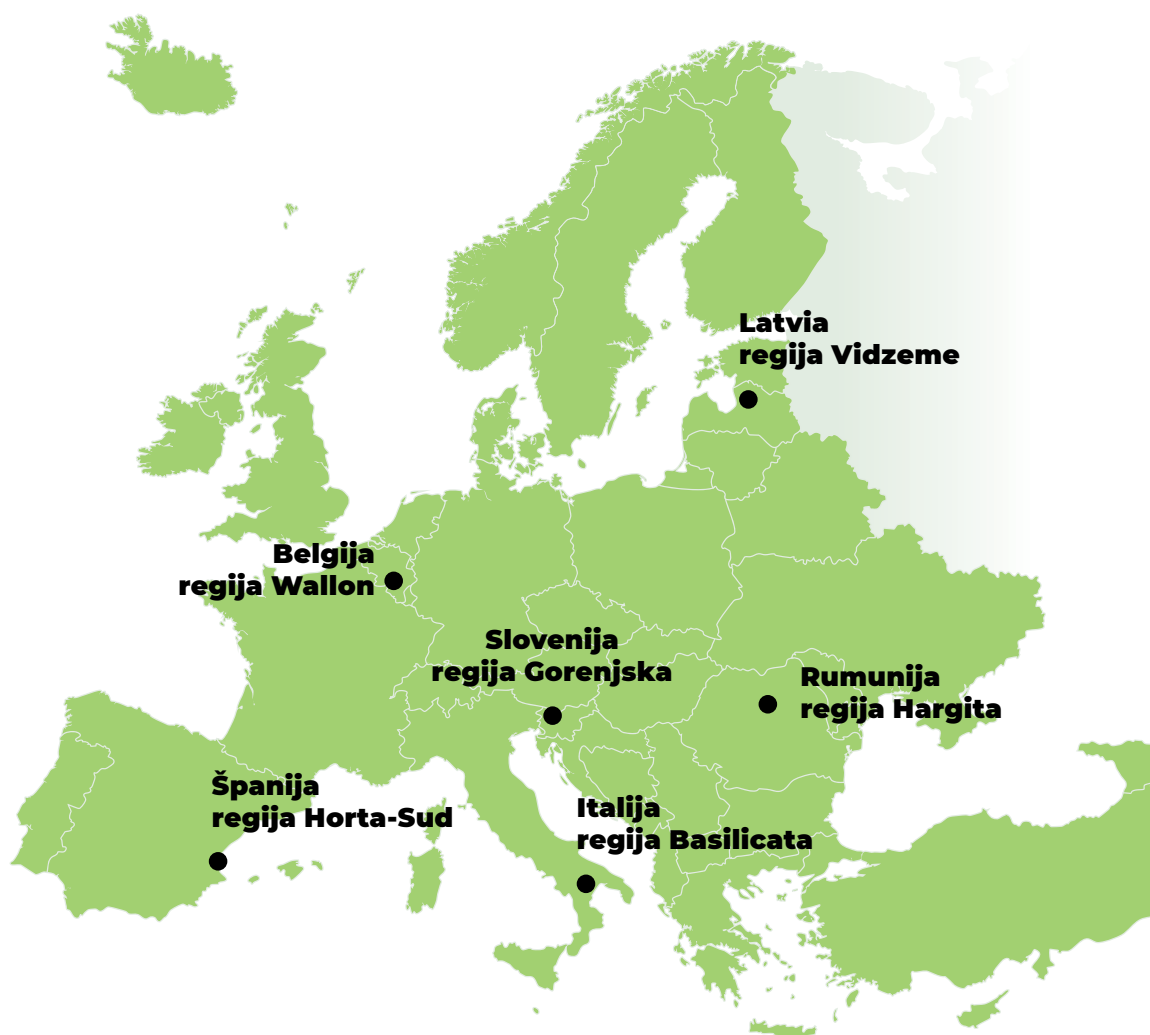 Latvia
regija Vidzeme
Belgija
regija Wallon
Slovenija
regija Gorenjska
Rumunija
regija Hargita
Španija
regija Horta-Sud
Italija
regija Basilicata